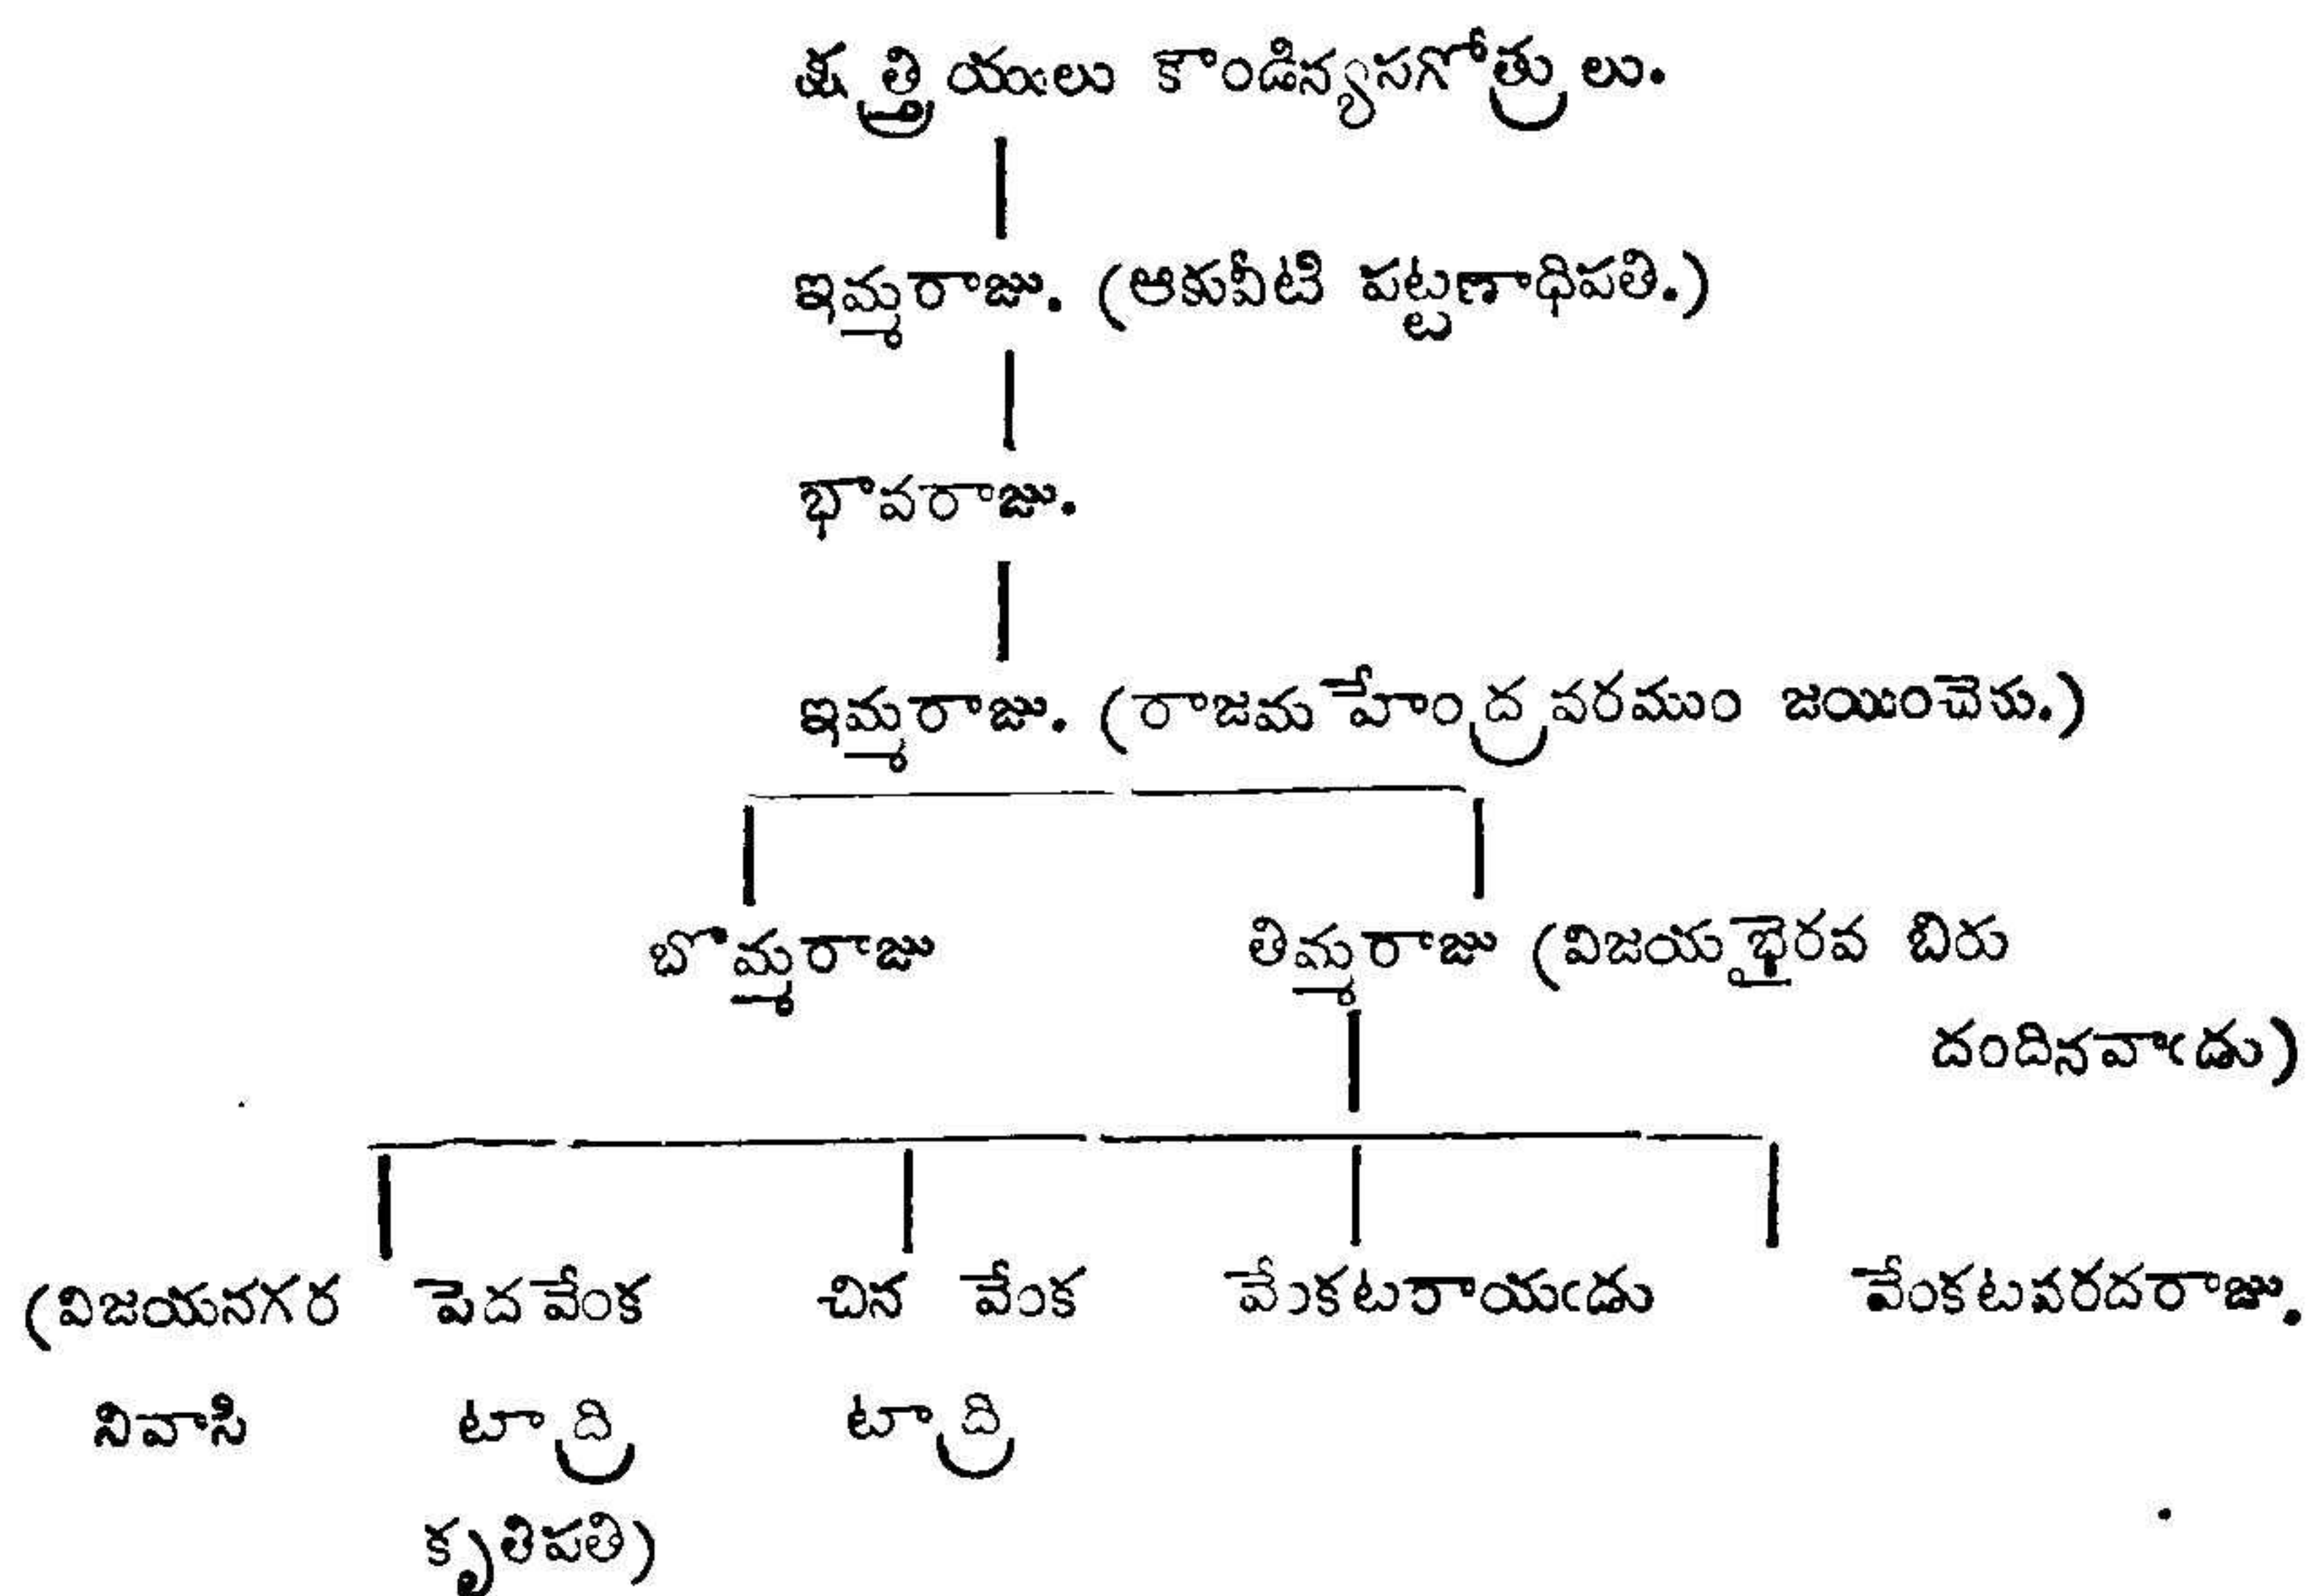 క్షత్రియులు కౌండిన్యసగోత్రులు.
ఇమ్మరాజు. (ఆకువీటి పట్టణాధిపతి.)
భావరాజు.
ఇమ్మరాజు. (రాజమహేంద్రవరముం జయించెను.)
బొమ్మరాజు తిమ్మరాజు (విజయభైరవ బిరు
దందినవాఁడు)
(విజయనగర పెదవేంక చిన వేంక వేంకటరాయఁడు వేంకటవరదరాజు.
నివాసి టాద్రి టాద్రి
కృతిపతి)